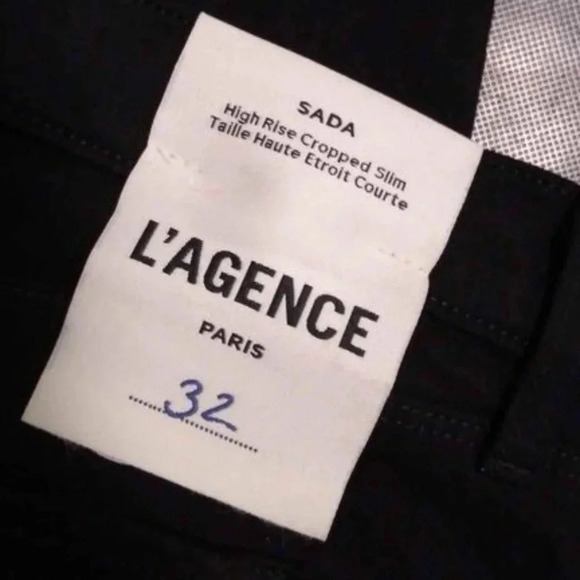 SADA
High Rise Cropped Slim
Taille Haute Etroit Courte
L'AGENCE
PARIS
32